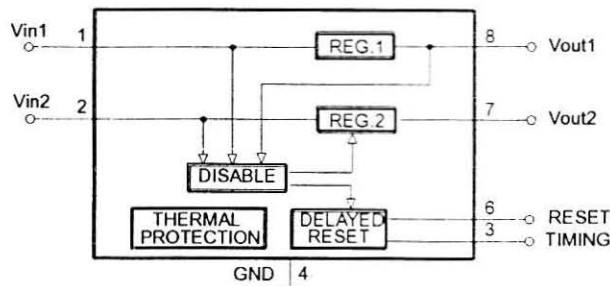 Vin1 1 REG.1 8 Vout1
Vin2 2 REG.2 7 Vout2
DISABLE
THERMAL PROTECTION
DELAYED RESET
6 RESET
3 TIMING
GND 4